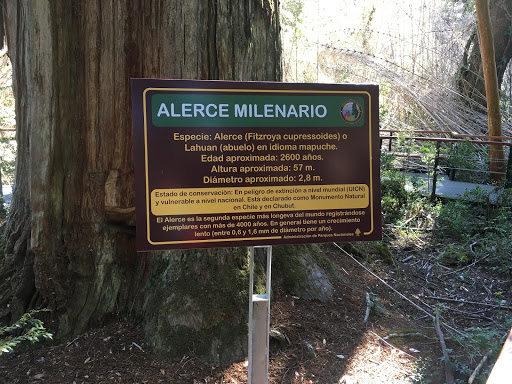 ALERCE MILENARIO
Especie: Alerce (Fitzroya cupressoides) o
Lahuan (abuelo) en idioma mapuche.
Edad aproximada: 2600 años.
Altura aproximada: 57 m.
Diámetro aproximado: 2,8 m.
Estado de conservación: En peligro de extinción a nivel mundial (UICN)
y vulnerable a nivel nacional. Está declarado como Monumento Natural
en Chile y en Chubut.
El Alerce es la segunda especie más longeva del mundo registrándose
ejemplares con más de 4000 años. En general tiene un crecimiento
lento (entre 0,6 y 1,6 mm de diámetro por año).
Administración de Parques Nacionales